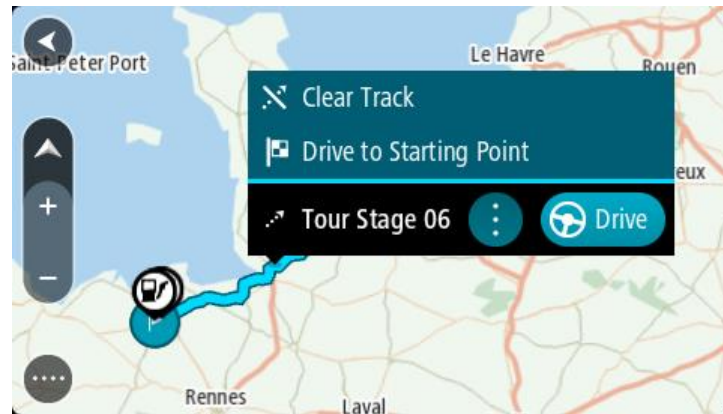 Saint-Peter Port
Le Havre
Rouen
Clear Track
Drive to Starting Point
eux
Tour Stage 06
Drive
+
−
Rennes
Laval